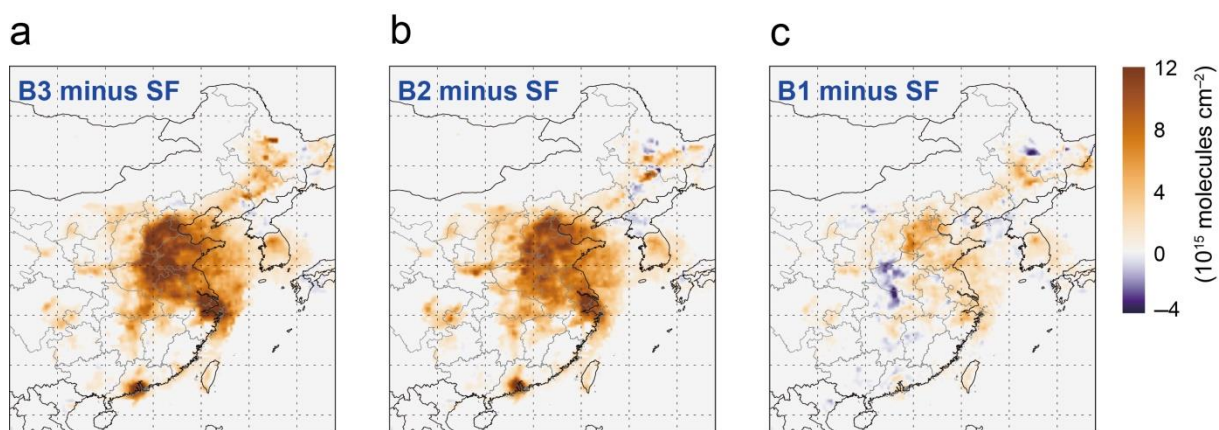 a
b
c
B3 minus SF
B2 minus SF
B1 minus SF
12
8
4
0
–4
(10¹⁵ molecules cm⁻²)